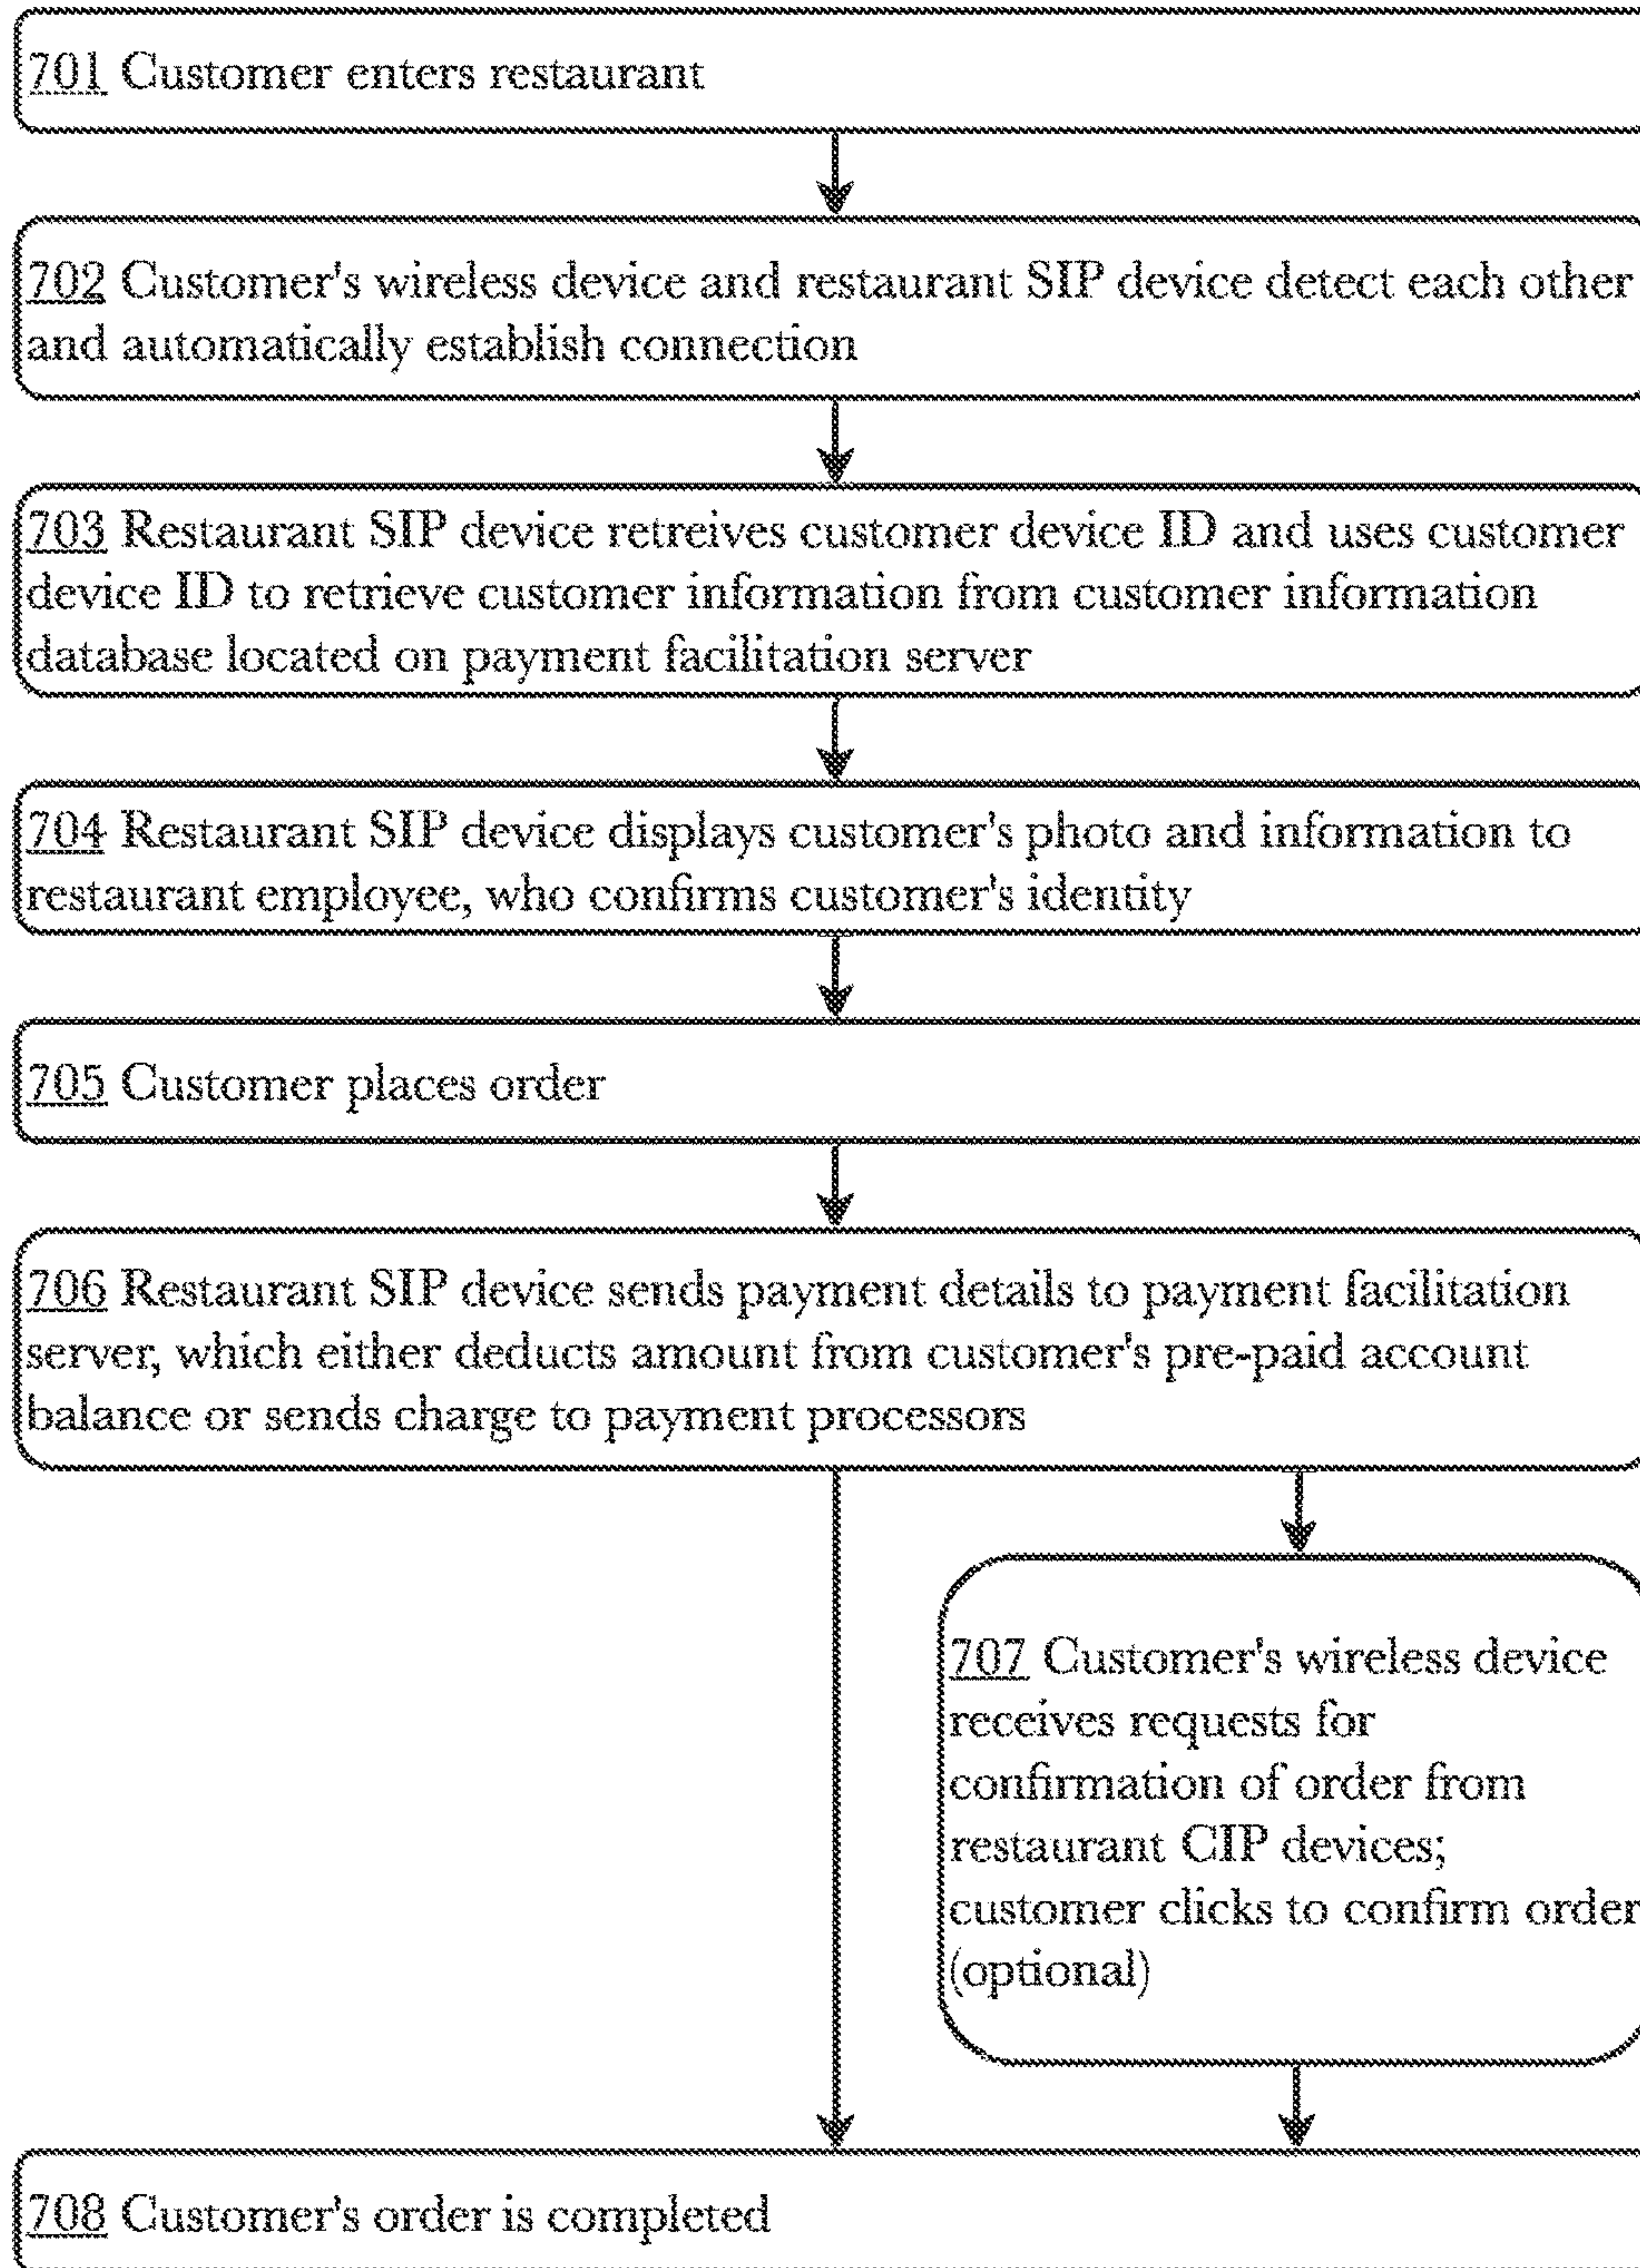 701 Customer enters restaurant
702 Customer's wireless device and restaurant SIP device detect each other
and automatically establish connection
703 Restaurant SIP device retreives customer device ID and uses customer
device ID to retrieve customer information from customer information
database located on payment facilitation server
704 Restaurant SIP device displays customer's photo and information to
restaurant employee, who confirms customer's identity
705 Customer places order
706 Restaurant SIP device sends payment details to payment facilitation
server, which either deducts amount from customer's pre-paid account
balance or sends charge to payment processors
707 Customer's wireless device
receives requests for
confirmation of order from
restaurant CIP devices;
customer clicks to confirm order
(optional)
708 Customer's order is completed